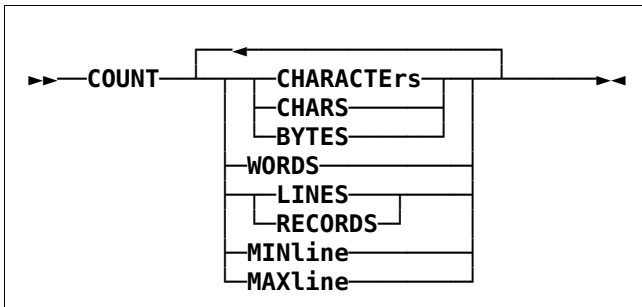 COUNT CHARACTErs
CHARS
BYTES
WORDS
LINES
RECORDS
MINline
MAXline